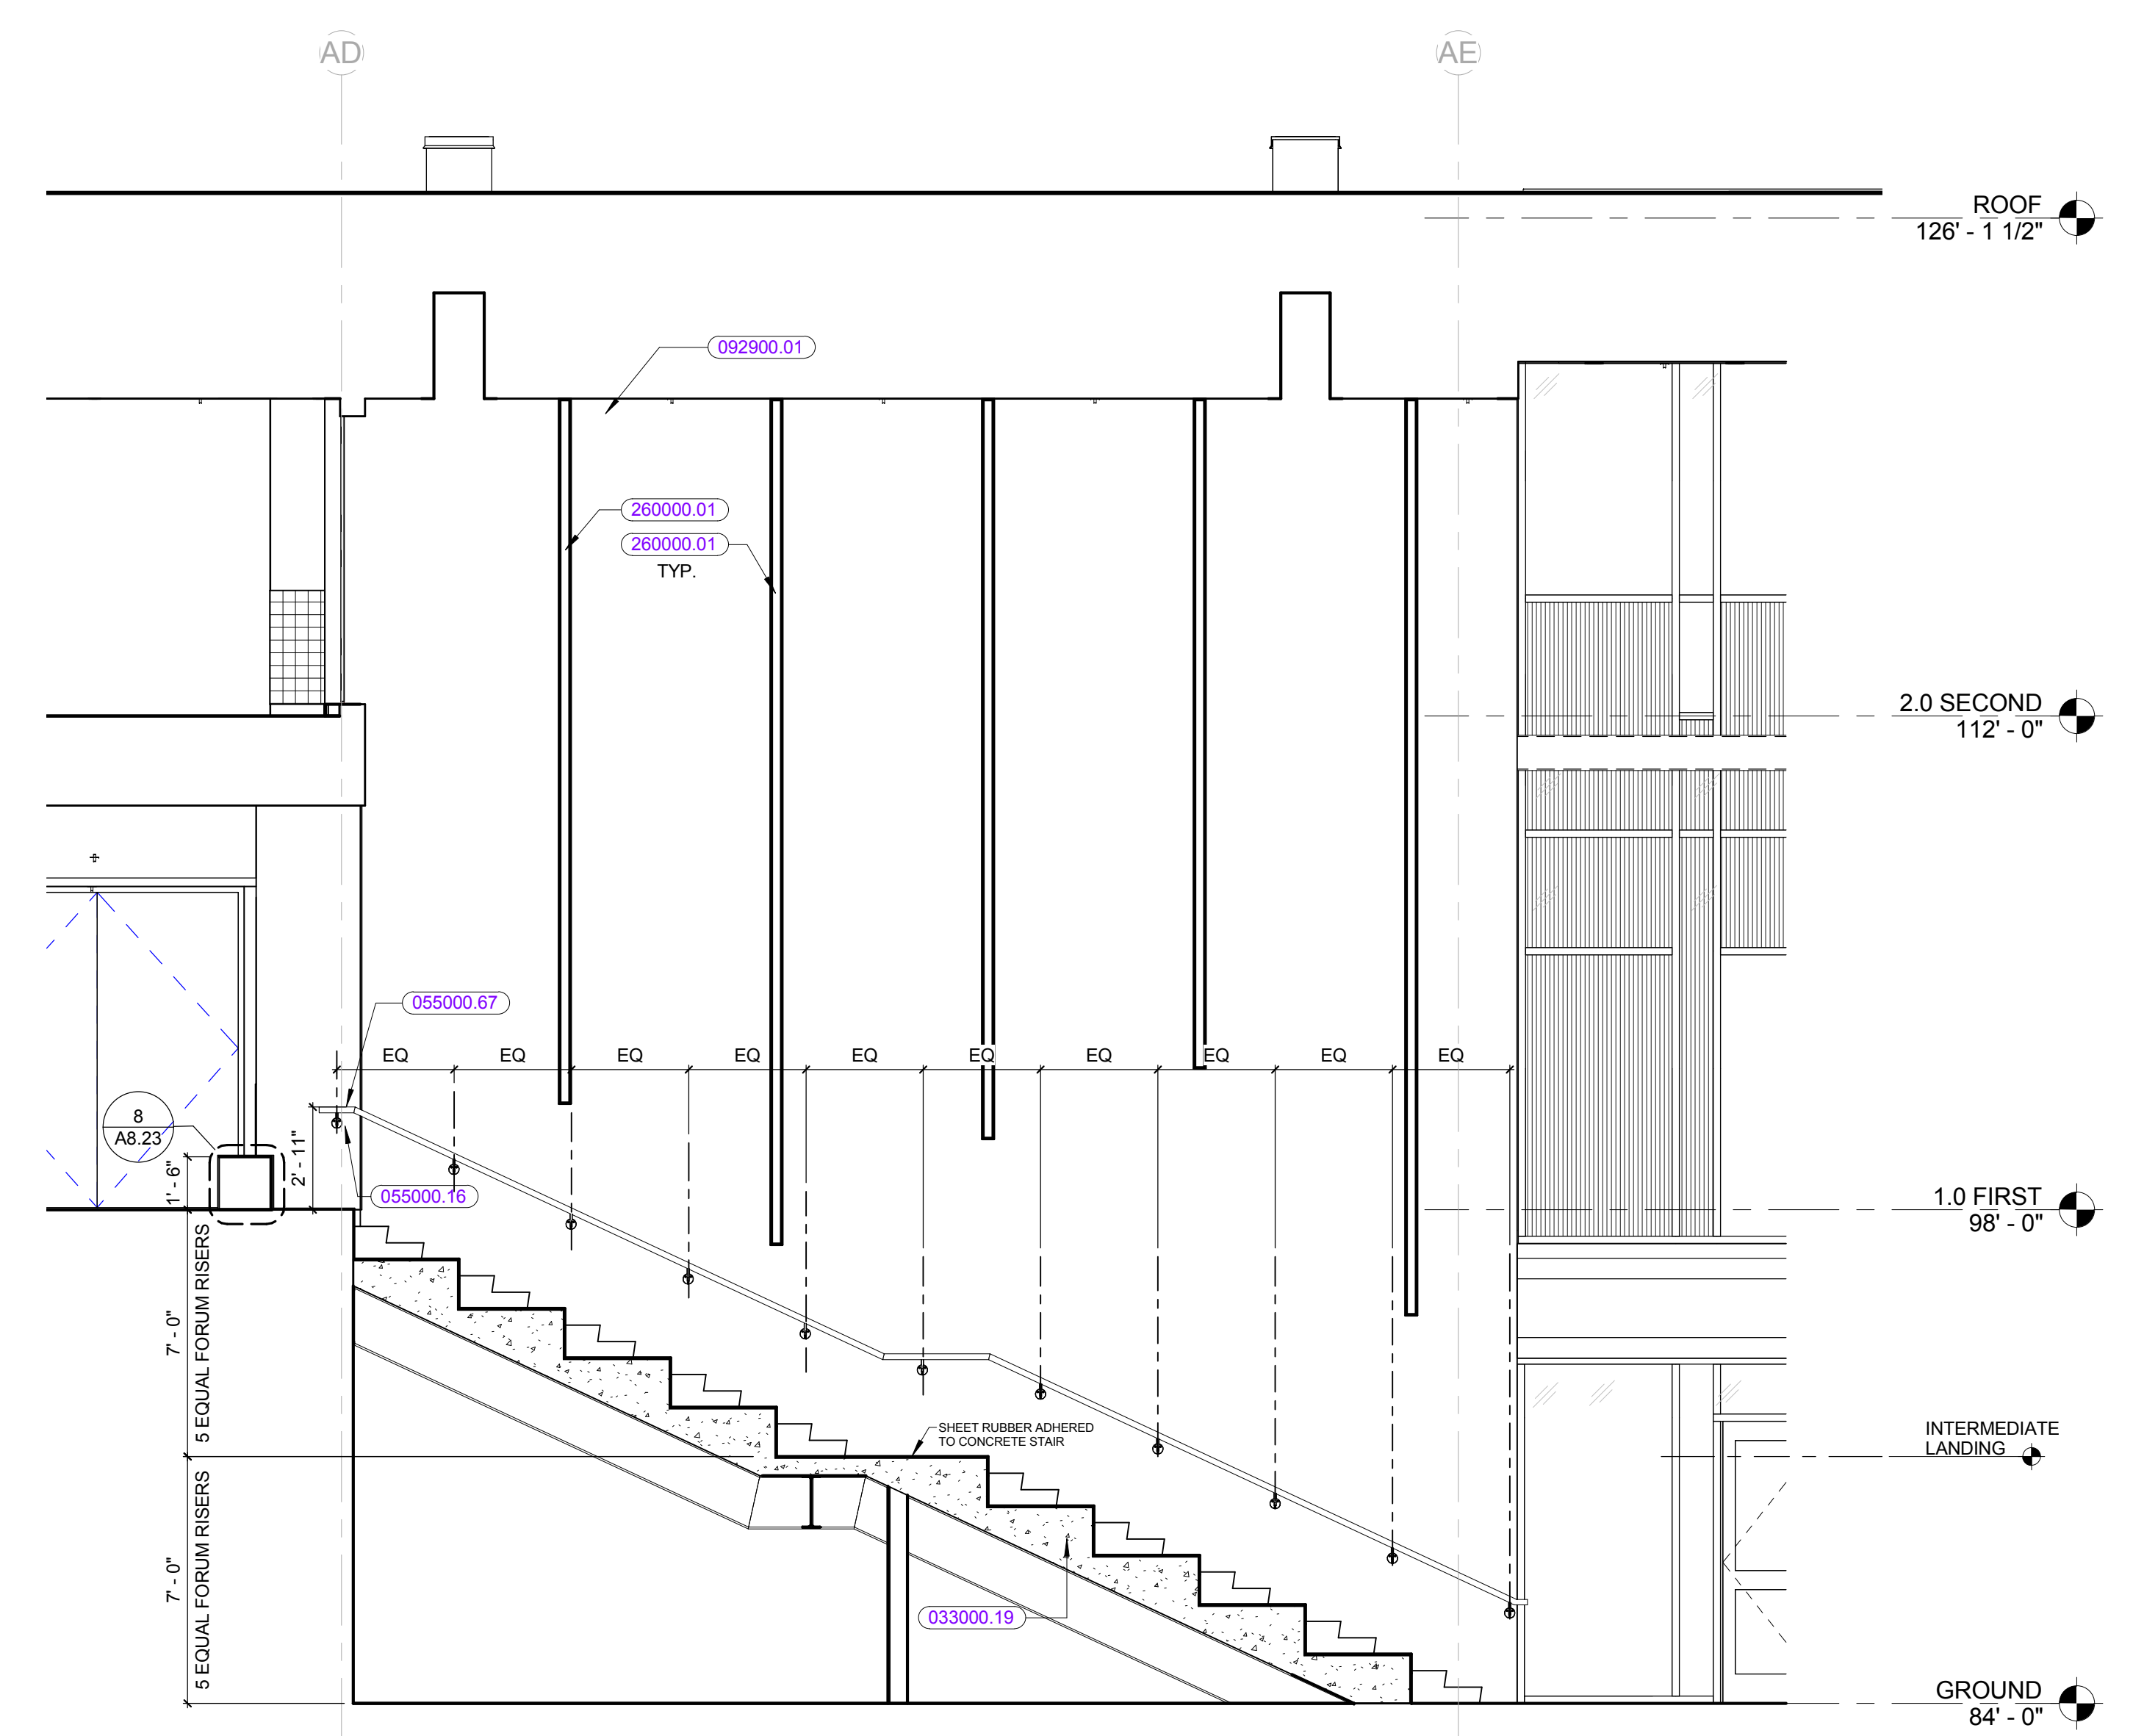 AD
AE
ROOF
126' - 1 1/2"
092900.01
260000.01
260000.01
TYP.
2.0 SECOND
112' - 0"
055000.67
EQ EQ EQ EQ EQ EQ EQ EQ EQ EQ
8
A8.23
2' - 11"
1' - 6"
055000.16
1.0 FIRST
98' - 0"
7' - 0"
5 EQUAL FORUM RISERS
SHEET RUBBER ADHERED
TO CONCRETE STAIR
INTERMEDIATE
LANDING
7' - 0"
5 EQUAL FORUM RISERS
033000.19
GROUND
84' - 0"